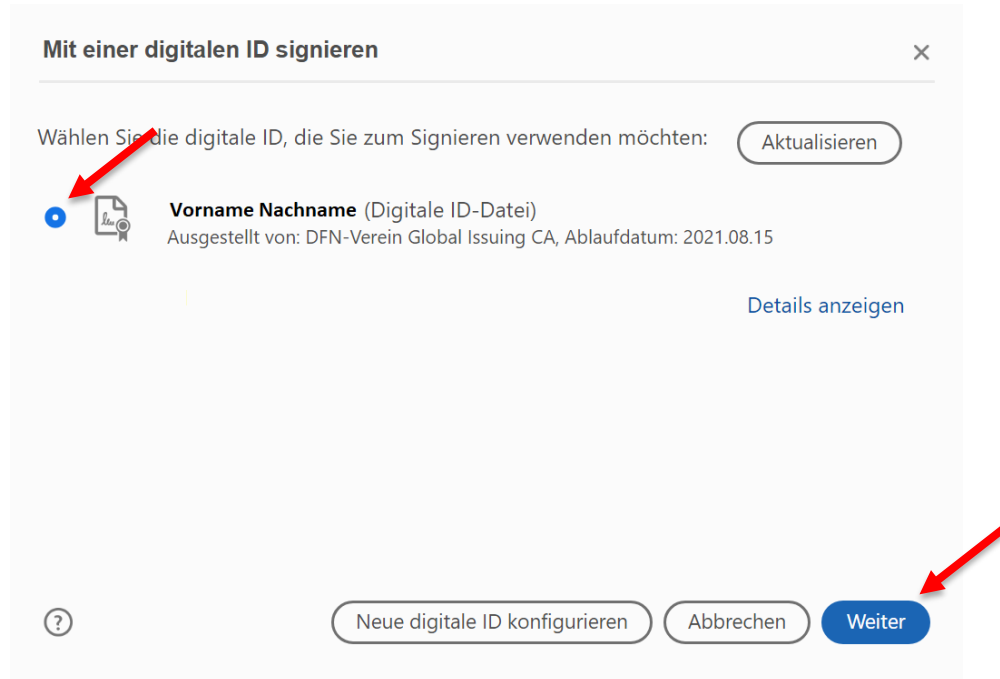 Mit einer digitalen ID signieren
Wählen Sie die digitale ID, die Sie zum Signieren verwenden möchten:
Aktualisieren
Vorname Nachname (Digitale ID-Datei)
Ausgestellt von: DFN-Verein Global Issuing CA, Ablaufdatum: 2021.08.15
Details anzeigen
?
Neue digitale ID konfigurieren
Abbrechen
Weiter